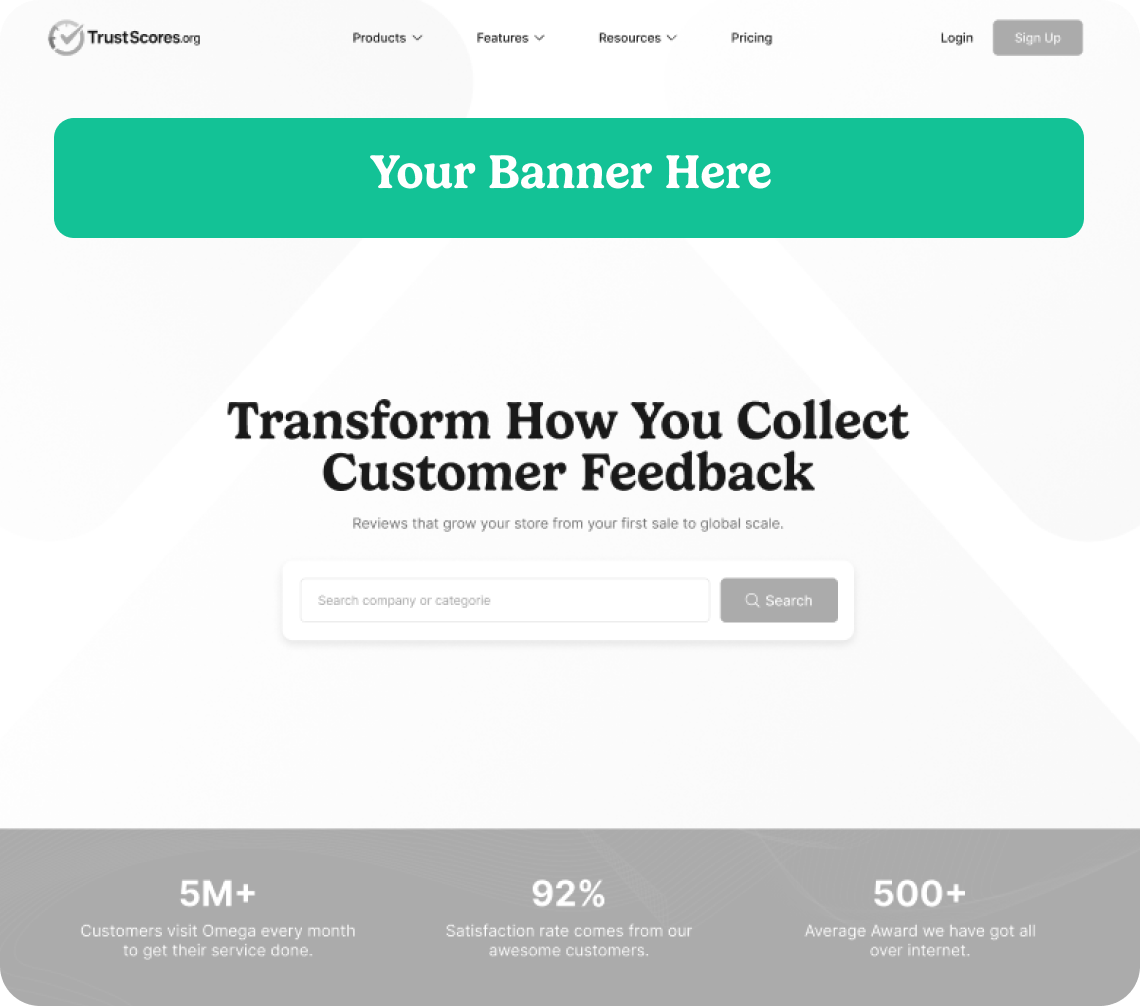 TrustScores.org
Products
Features
Resources
Pricing
Login
Sign Up
Your Banner Here
Transform How You Collect
Customer Feedback
Reviews that grow your store from your first sale to global scale.
Search company or categorie
Search
5M+
Customers visit Omega every month
to get their service done.
92%
Satisfaction rate comes from our
awesome customers.
500+
Average Award we have got all
over internet.